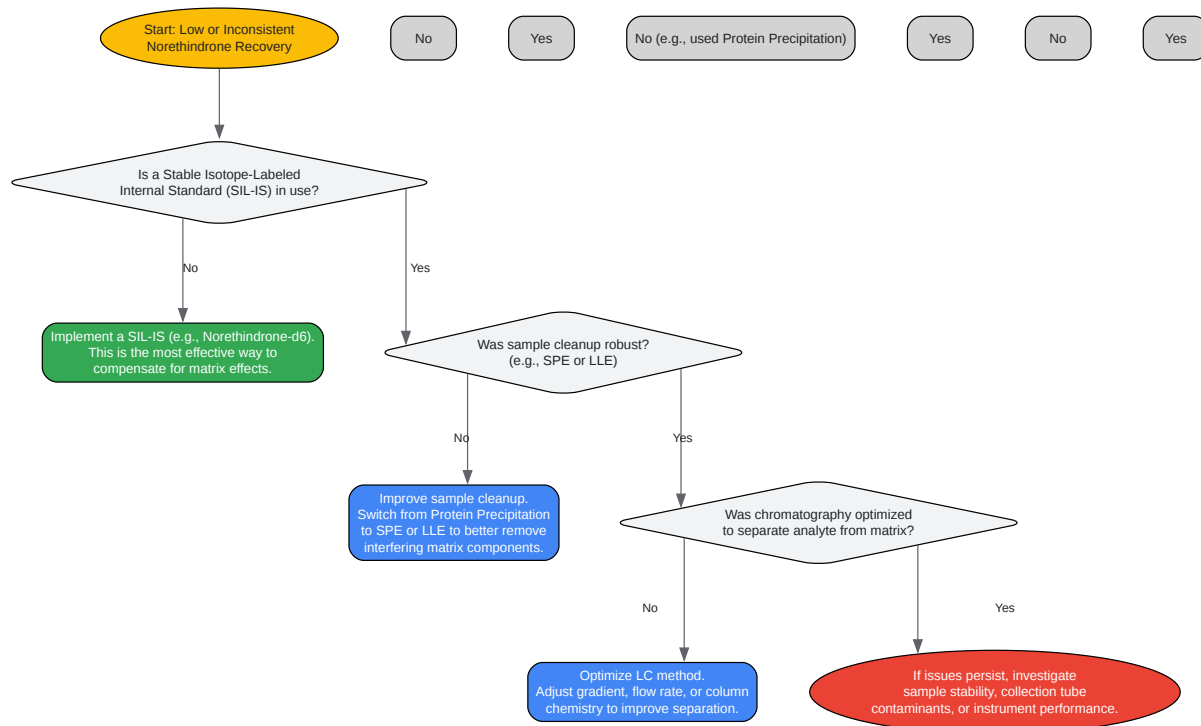 Start: Low or Inconsistent
Norethindrone Recovery
No
Yes
No (e.g., used Protein Precipitation)
Yes
No
Yes
Is a Stable Isotope-Labeled
Internal Standard (SIL-IS) in use?
No
Yes
Implement a SIL-IS (e.g., Norethindrone-d6).
This is the most effective way to
compensate for matrix effects.
Was sample cleanup robust?
(e.g., SPE or LLE)
No
Yes
Improve sample cleanup.
Switch from Protein Precipitation
to SPE or LLE to better remove
interfering matrix components.
Was chromatography optimized
to separate analyte from matrix?
No
Yes
Optimize LC method.
Adjust gradient, flow rate, or column
chemistry to improve separation.
If issues persist, investigate
sample stability, collection tube
contaminants, or instrument performance.